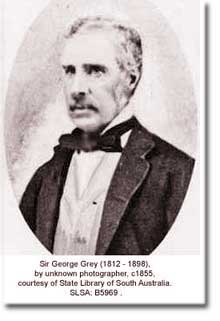 Sir George Grey (1812 - 1898),
by unknown photographer, c1855,
courtesy of State Library of South Australia.
SLSA: B5969 .